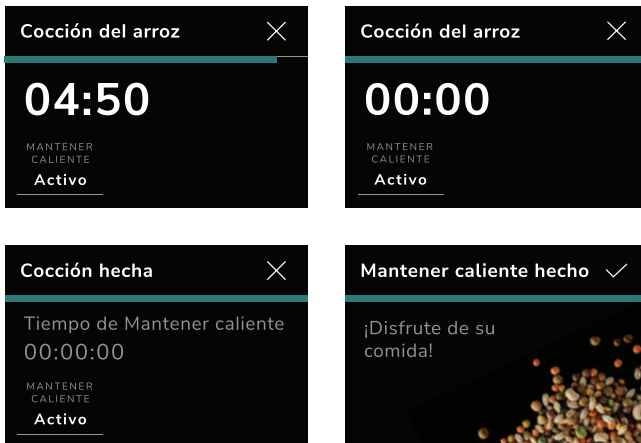 Cocción del arroz
04:50
MANTENER
CALIENTE
Activo
Cocción del arroz
00:00
MANTENER
CALIENTE
Activo
Cocción hecha
Tiempo de Mantener caliente
00:00:00
MANTENER
CALIENTE
Activo
Mantener caliente hecho
¡Disfrute de su
comida!